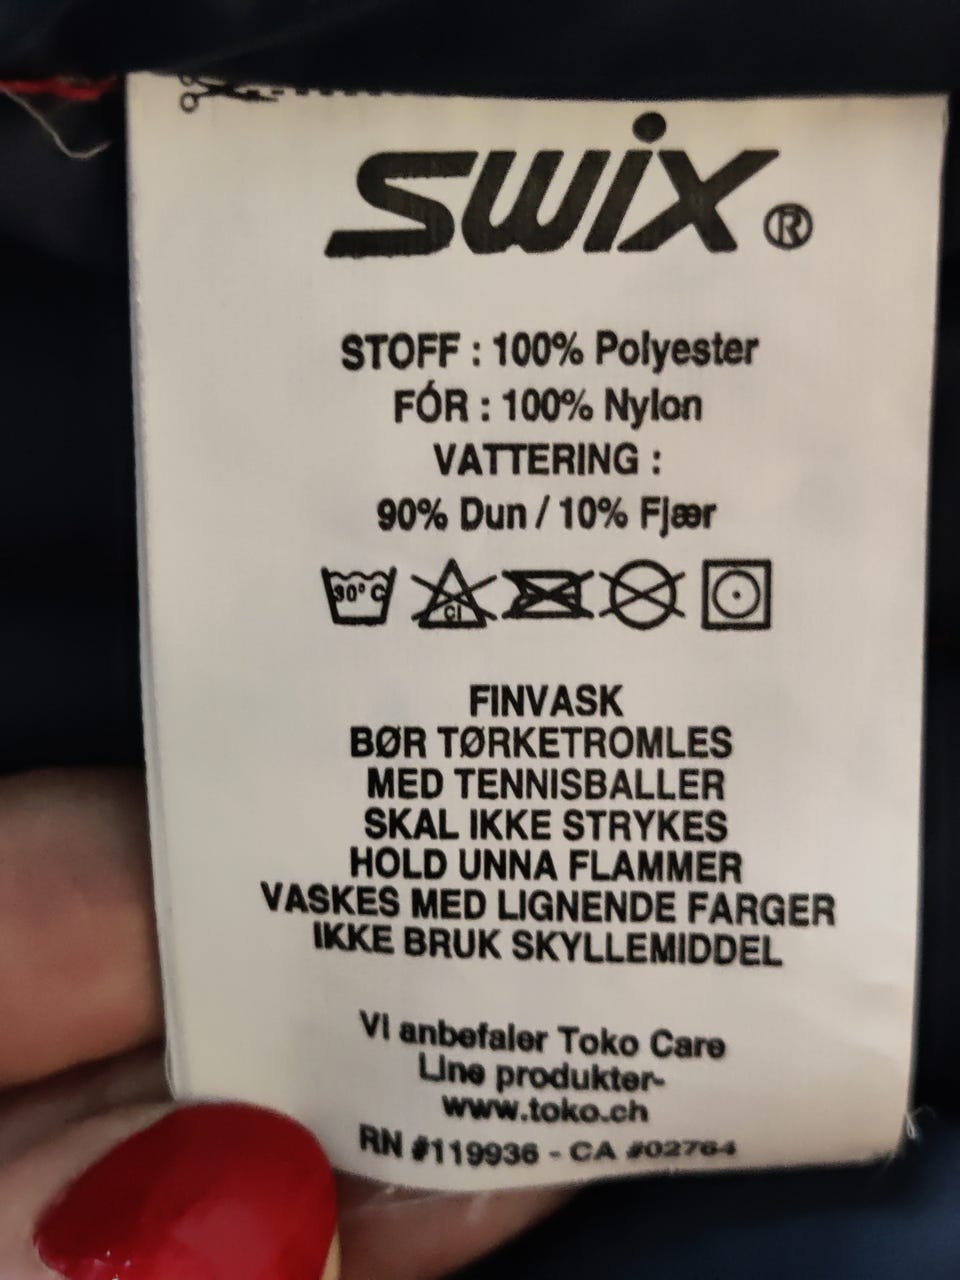 SWIX®
STOFF : 100% Polyester
FÓR : 100% Nylon
VATTERING :
90% Dun / 10% Fjær
30° C
Cl
FINVASK
BØR TØRKETROMLES
MED TENNISBALLER
SKAL IKKE STRYKES
HOLD UNNA FLAMMER
VASKES MED LIGNENDE FARGER
IKKE BRUK SKYLLEMIDDEL
Vi anbefaler Toko Care
Line produkter-
www.toko.ch
RN #119936 - CA #02764